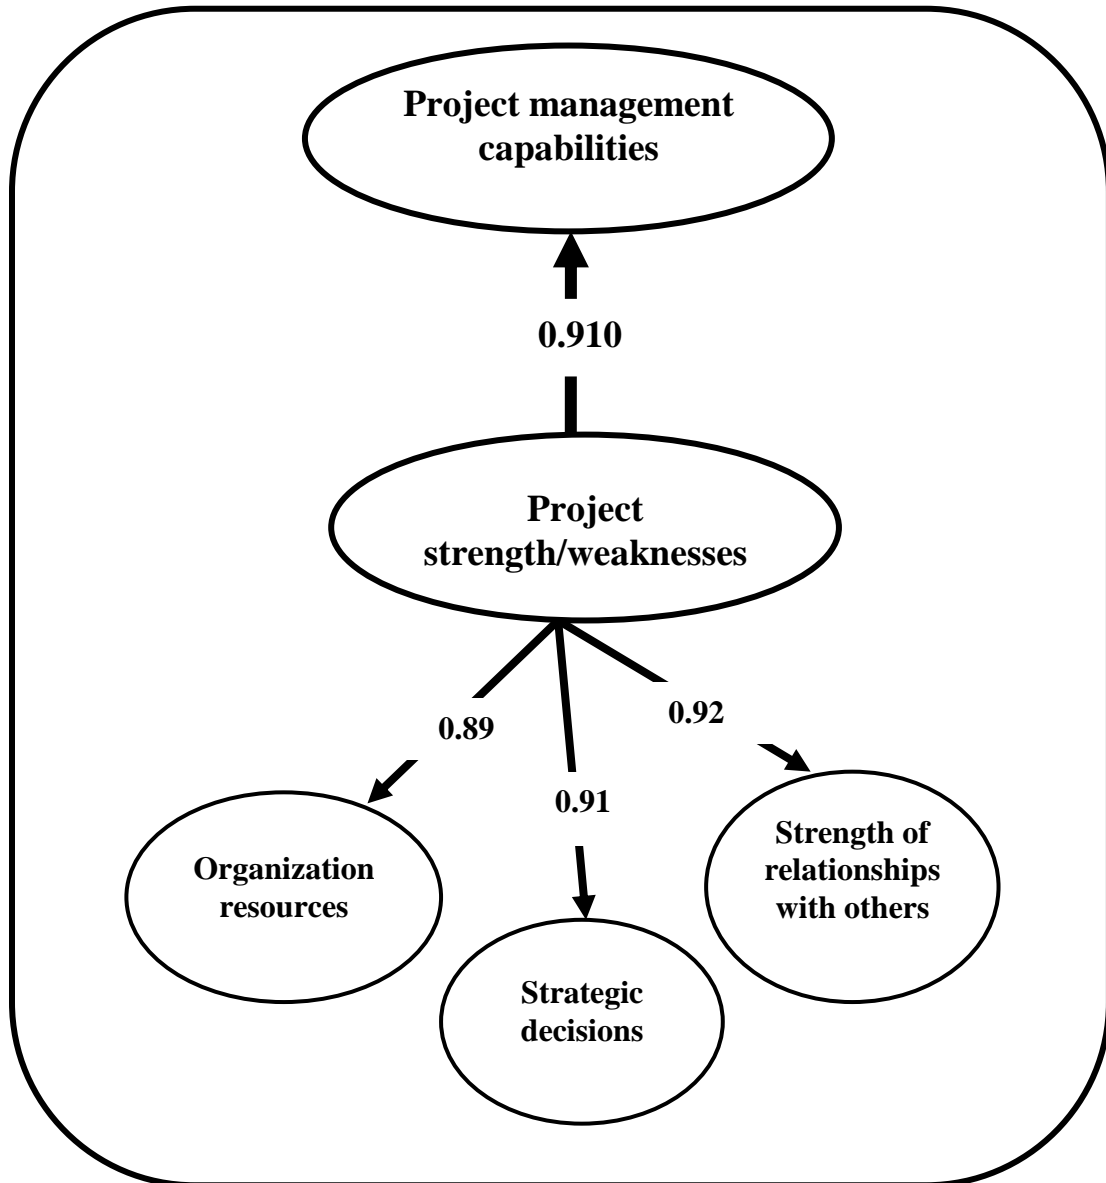 Project management
capabilities
0.910
Project
strength/weaknesses
0.89
0.92
0.91
Organization
resources
Strategic
decisions
Strength of
relationships
with others